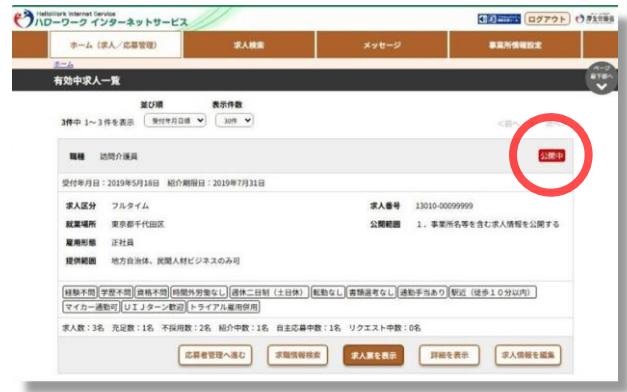 HelloWork Internet Service
ハローワーク インターネットサービス
ログアウト
厚生労働省
ホーム（求人／応募管理）
求人検索
メッセージ
事業所情報設定
ホーム
有効中求人一覧
ページ
最下部へ
並び順
表示件数
3件中 1～3 件を表示
受付年月日順
30件
職種 訪問介護員
公開中
受付年月日：2019年5月18日 紹介期限日：2019年7月31日
求人区分 フルタイム
求人番号 13010-00099999
就業場所 東京都千代田区
公開範囲 1．事業所名等を含む求人情報を公開する
雇用形態 正社員
提供範囲 地方自治体、民間人材ビジネスのみ可
経験不問 学歴不問 資格不問 時間外労働なし 週休二日制（土日休） 転勤なし 書類選考なし 通勤手当あり 駅近（徒歩１０分以内）
マイカー通勤可 ＵＩＪターン歓迎 トライアル雇用併用
求人数：3名 充足数：1名 不採用数：2名 紹介中数：1名 自主応募中数：1名 リクエスト中数：0名
応募者管理へ進む
求職情報検索
求人票を表示
詳細を表示
求人情報を編集